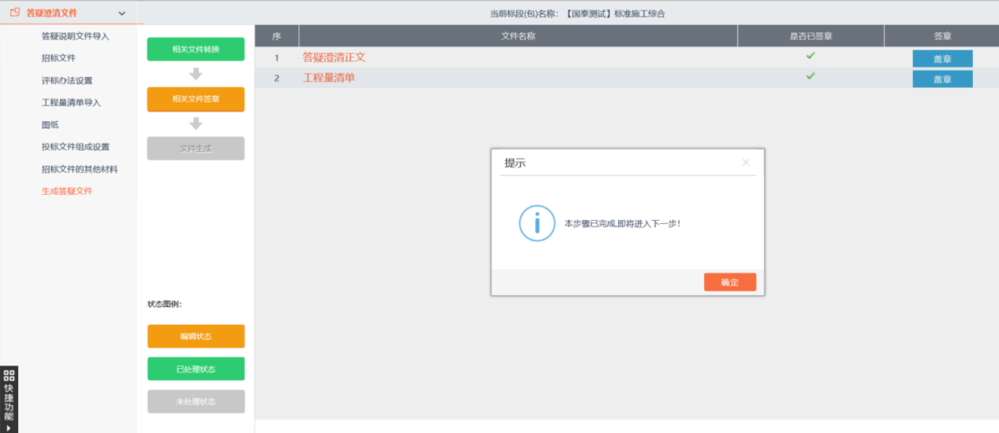 答疑澄清文件
当前标段(包)名称: 【国泰测试】标准施工综合
答疑说明文件导入
招标文件
评标办法设置
工程量清单导入
图纸
投标文件组成设置
招标文件的其他材料
生成答疑文件
相关文件转换
相关文件签章
文件生成
状态图例:
编辑状态
已处理状态
未处理状态
快捷功能
序 文件名称 是否已签章 签章
1 答疑澄清正文 盖章
2 工程量清单 盖章
提示
本步骤已完成,即将进入下一步!
确定